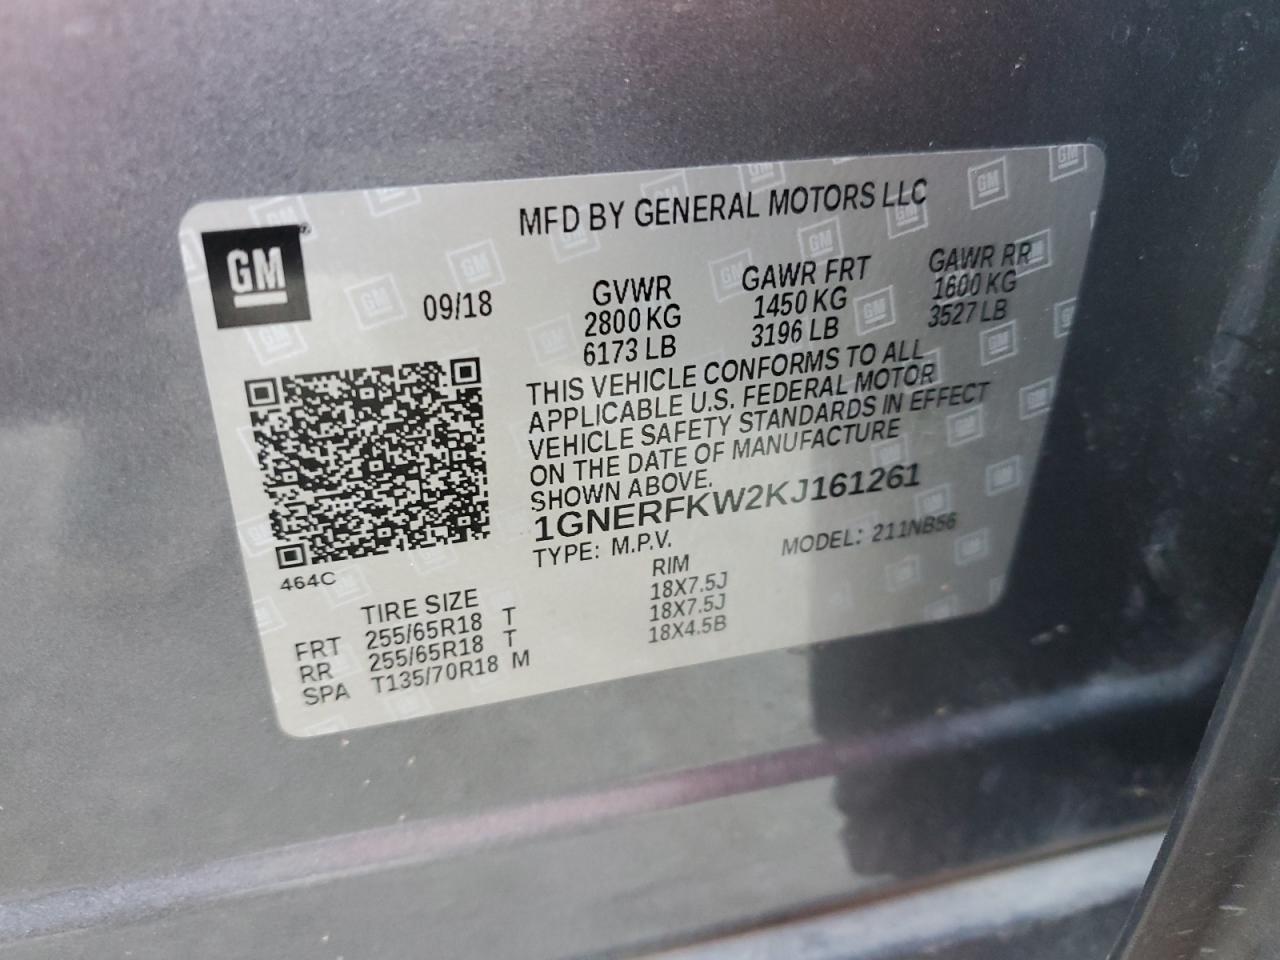 MFD BY GENERAL MOTORS LLC
GM
09/18
GVWR GAWR FRT GAWR RR
2800 KG 1450 KG 1600 KG
6173 LB 3196 LB 3527 LB
THIS VEHICLE CONFORMS TO ALL
APPLICABLE U.S. FEDERAL MOTOR
VEHICLE SAFETY STANDARDS IN EFFECT
ON THE DATE OF MANUFACTURE
SHOWN ABOVE.
1GNERFKW2KJ161261
TYPE: M.P.V. MODEL: 211NB56
464C
TIRE SIZE RIM
FRT 255/65R18 T 18X7.5J
RR 255/65R18 T 18X7.5J
SPA T135/70R18 M 18X4.5B